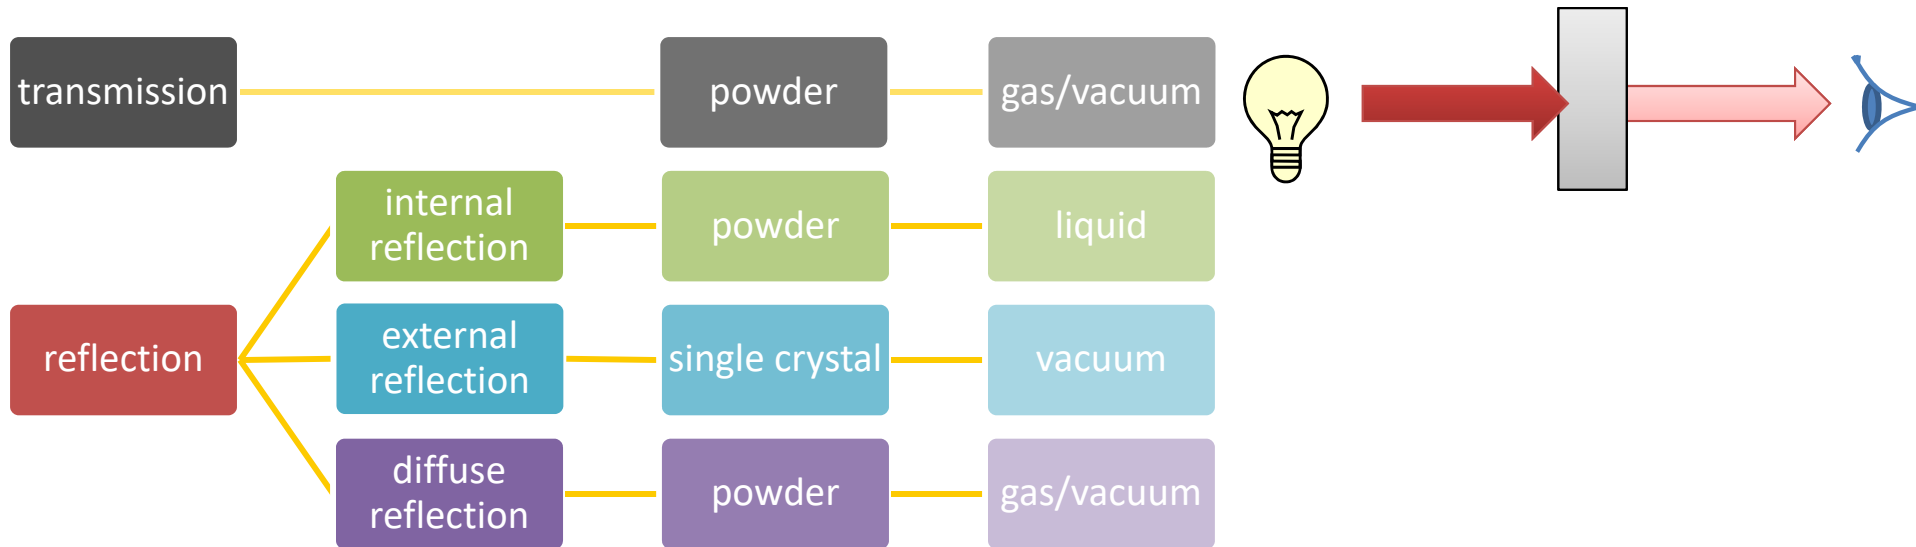 transmission
powder
gas/vacuum
internal
reflection
powder
liquid
reflection
external
reflection
single crystal
vacuum
diffuse
reflection
powder
gas/vacuum